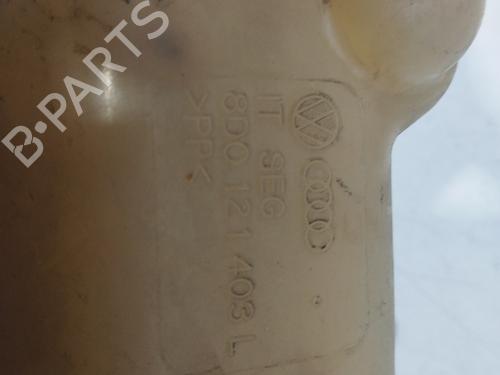 B-PARTS
IT SEG
8D0 121 403 L
>PP<